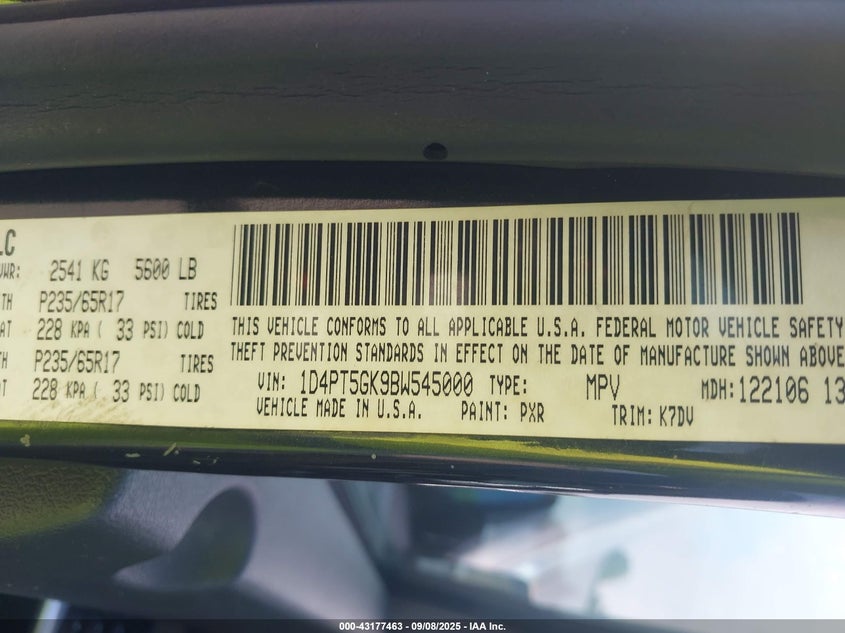 LC
VWR: 2541 KG 5600 LB
TH P235/65R17 TIRES
AT 228 KPA ( 33 PSI) COLD
TH P235/65R17 TIRES
OT 228 KPA ( 33 PSI) COLD
THIS VEHICLE CONFORMS TO ALL APPLICABLE U.S.A. FEDERAL MOTOR VEHICLE SAFETY
THEFT PREVENTION STANDARDS IN EFFECT ON THE DATE OF MANUFACTURE SHOWN ABOVE
VIN: 1D4PT5GK9BW545000 TYPE: MPV MDH: 122106 13
VEHICLE MADE IN U.S.A. PAINT: PXR TRIM: K7DV
000-43177463 - 09/08/2025 - IAA Inc.